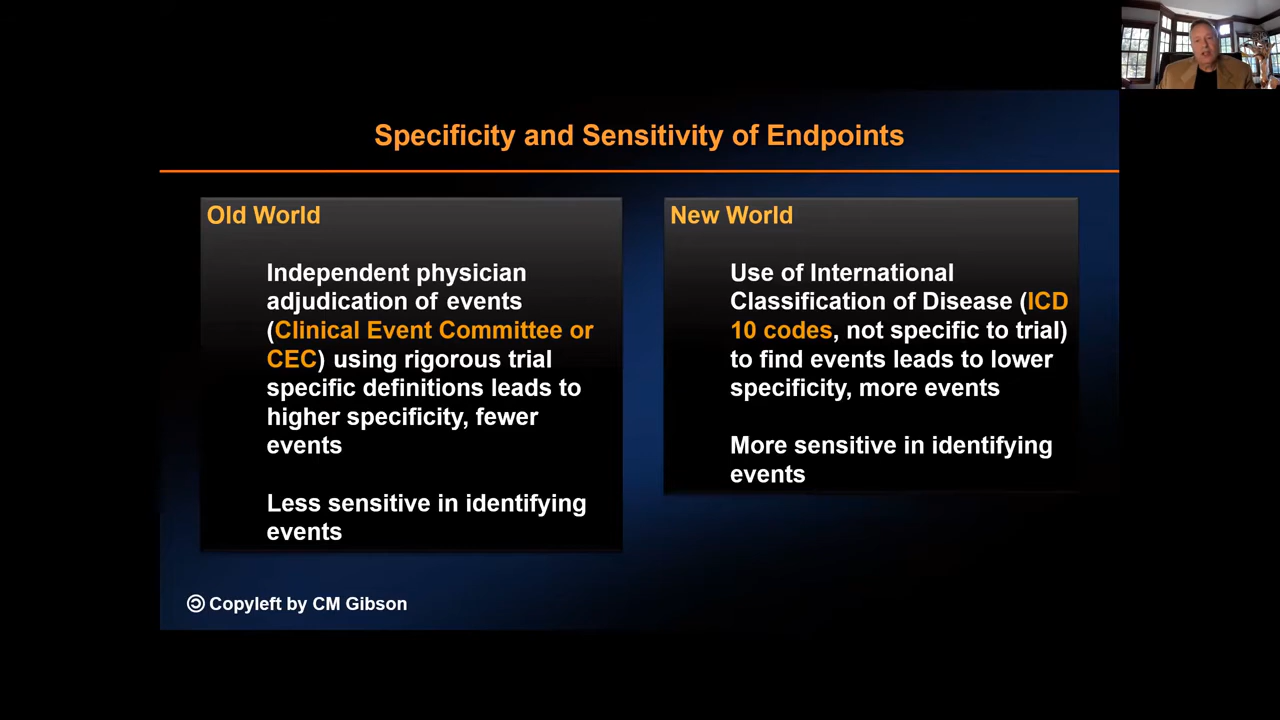 Specificity and Sensitivity of Endpoints
Old World
Independent physician
adjudication of events
(Clinical Event Committee or
CEC) using rigorous trial
specific definitions leads to
higher specificity, fewer
events
Less sensitive in identifying
events
New World
Use of International
Classification of Disease (ICD
10 codes, not specific to trial)
to find events leads to lower
specificity, more events
More sensitive in identifying
events
🄯 Copyleft by CM Gibson